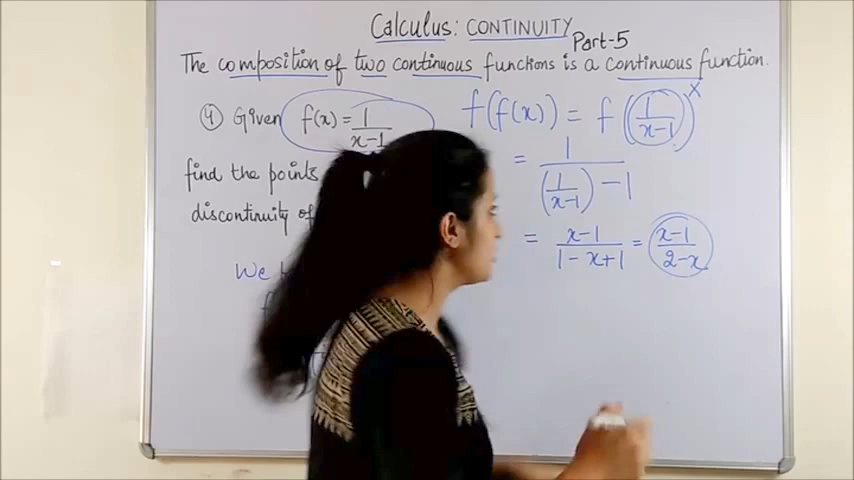 Calculus: CONTINUITY
Part-5
The composition of two continuous functions is a continuous function.
4 Given f(x) = 1/(x-1)
find the points
discontinuity of
We
f(f(x)) = f(1/(x-1))
= 1/((1/(x-1)) - 1)
= (x-1)/(1-x+1) = (x-1)/(2-x)